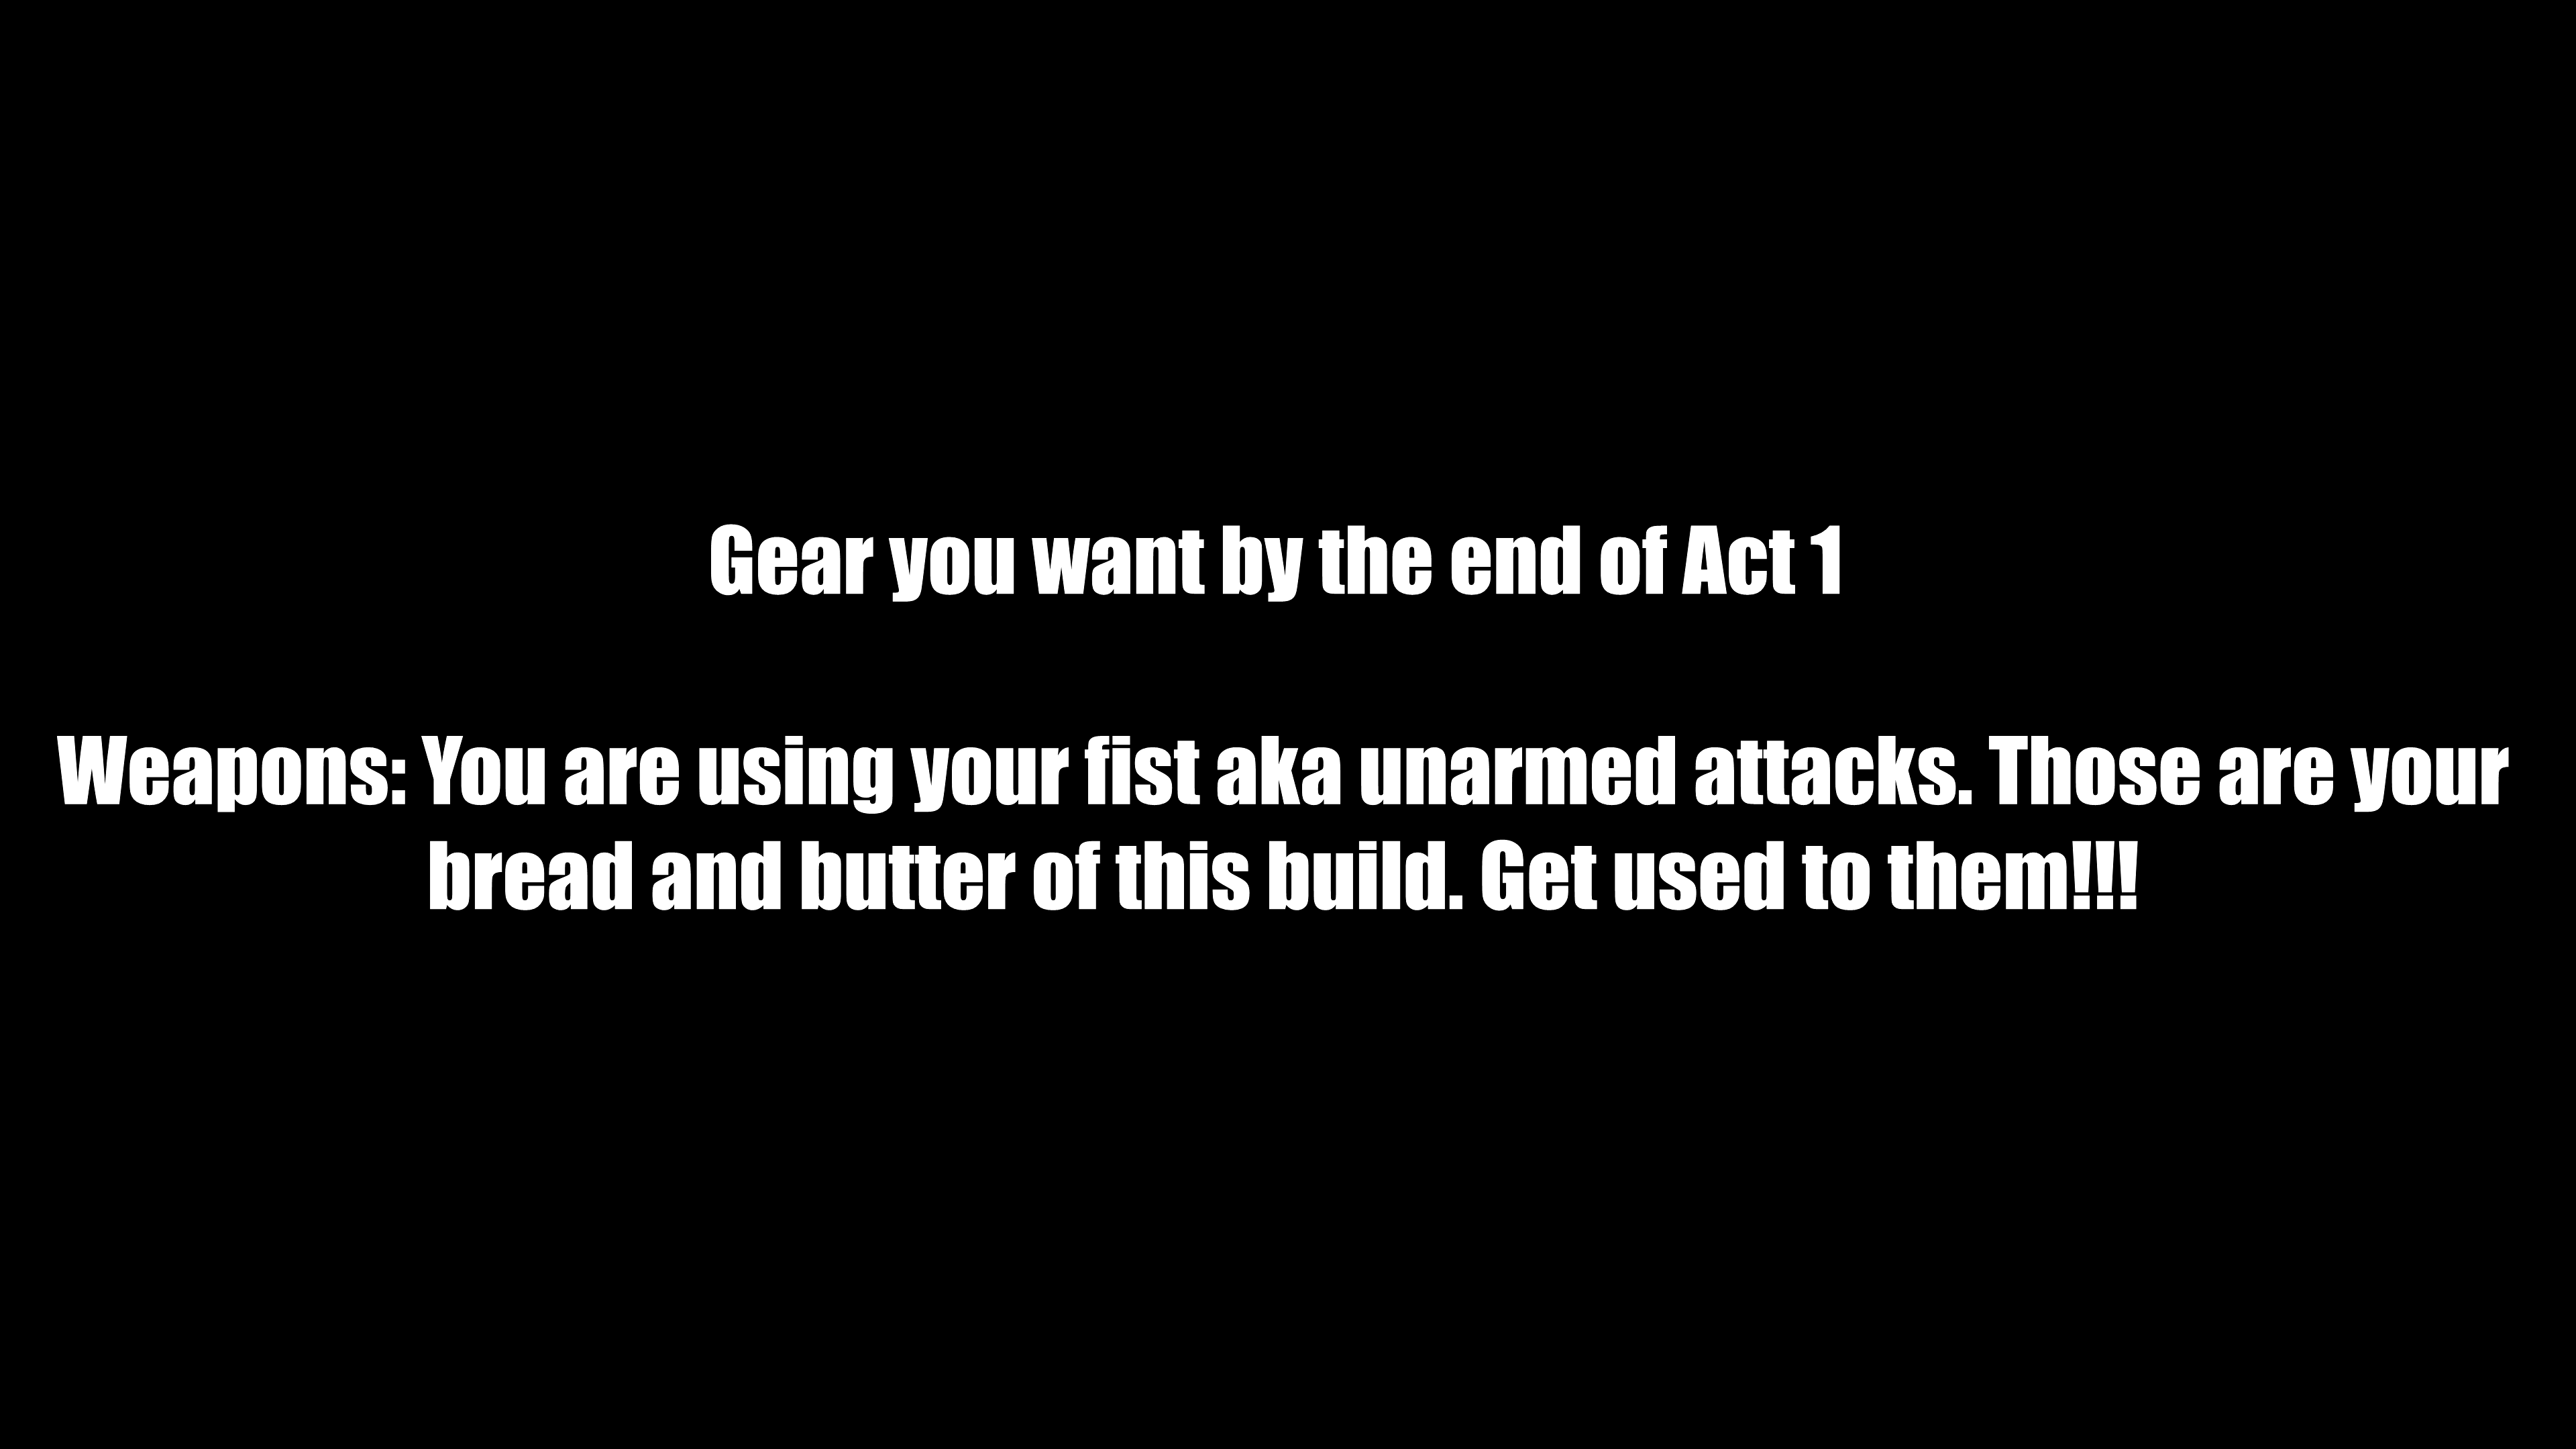 Gear you want by the end of Act 1
Weapons: You are using your fist aka unarmed attacks. Those are your
bread and butter of this build. Get used to them!!!